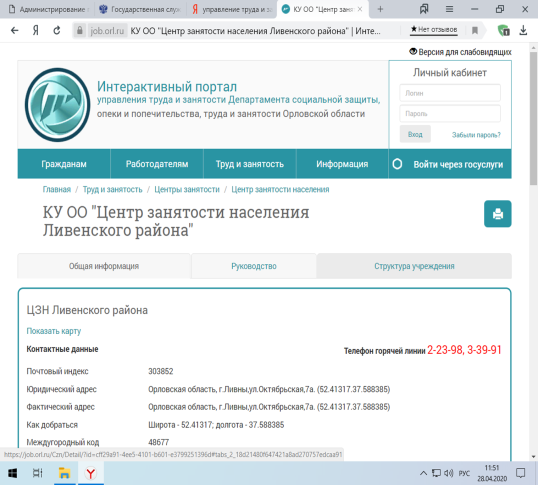 Администрирование
Государственная служ
управление труда и за
КУ ОО "Центр заня
job.orl.ru КУ ОО "Центр занятости населения Ливенского района" | Инте...
Нет отзывов
Версия для слабовидящих
Интерактивный портал
управления труда и занятости Департамента социальной защиты,
опеки и попечительства, труда и занятости Орловской области
Личный кабинет
Логин
Пароль
Вход
Забыли пароль?
Гражданам
Работодателям
Труд и занятость
Информация
Войти через госуслуги
Главная / Труд и занятость / Центры занятости / Центр занятости населения
КУ ОО "Центр занятости населения
Ливенского района"
Общая информация
Руководство
Структура учреждения
ЦЗН Ливенского района
Показать карту
Контактные данные
Телефон горячей линии 2-23-98, 3-39-91
Почтовый индекс 303852
Юридический адрес Орловская область, г.Ливны,ул.Октябрьская,7а. (52.41317.37.588385)
Фактический адрес Орловская область, г.Ливны,ул.Октябрьская,7а. (52.41317.37.588385)
Как добраться Широта - 52.41317; долгота - 37.588385
Междугородный код 48677
https://job.orl.ru/Czn/Detail/?id=cff29a91-4ee5-4101-b601-e3799251396d#tabs_2_18d21480f647421a8ad270757edcaa91
РУС
11:51
28.04.2020